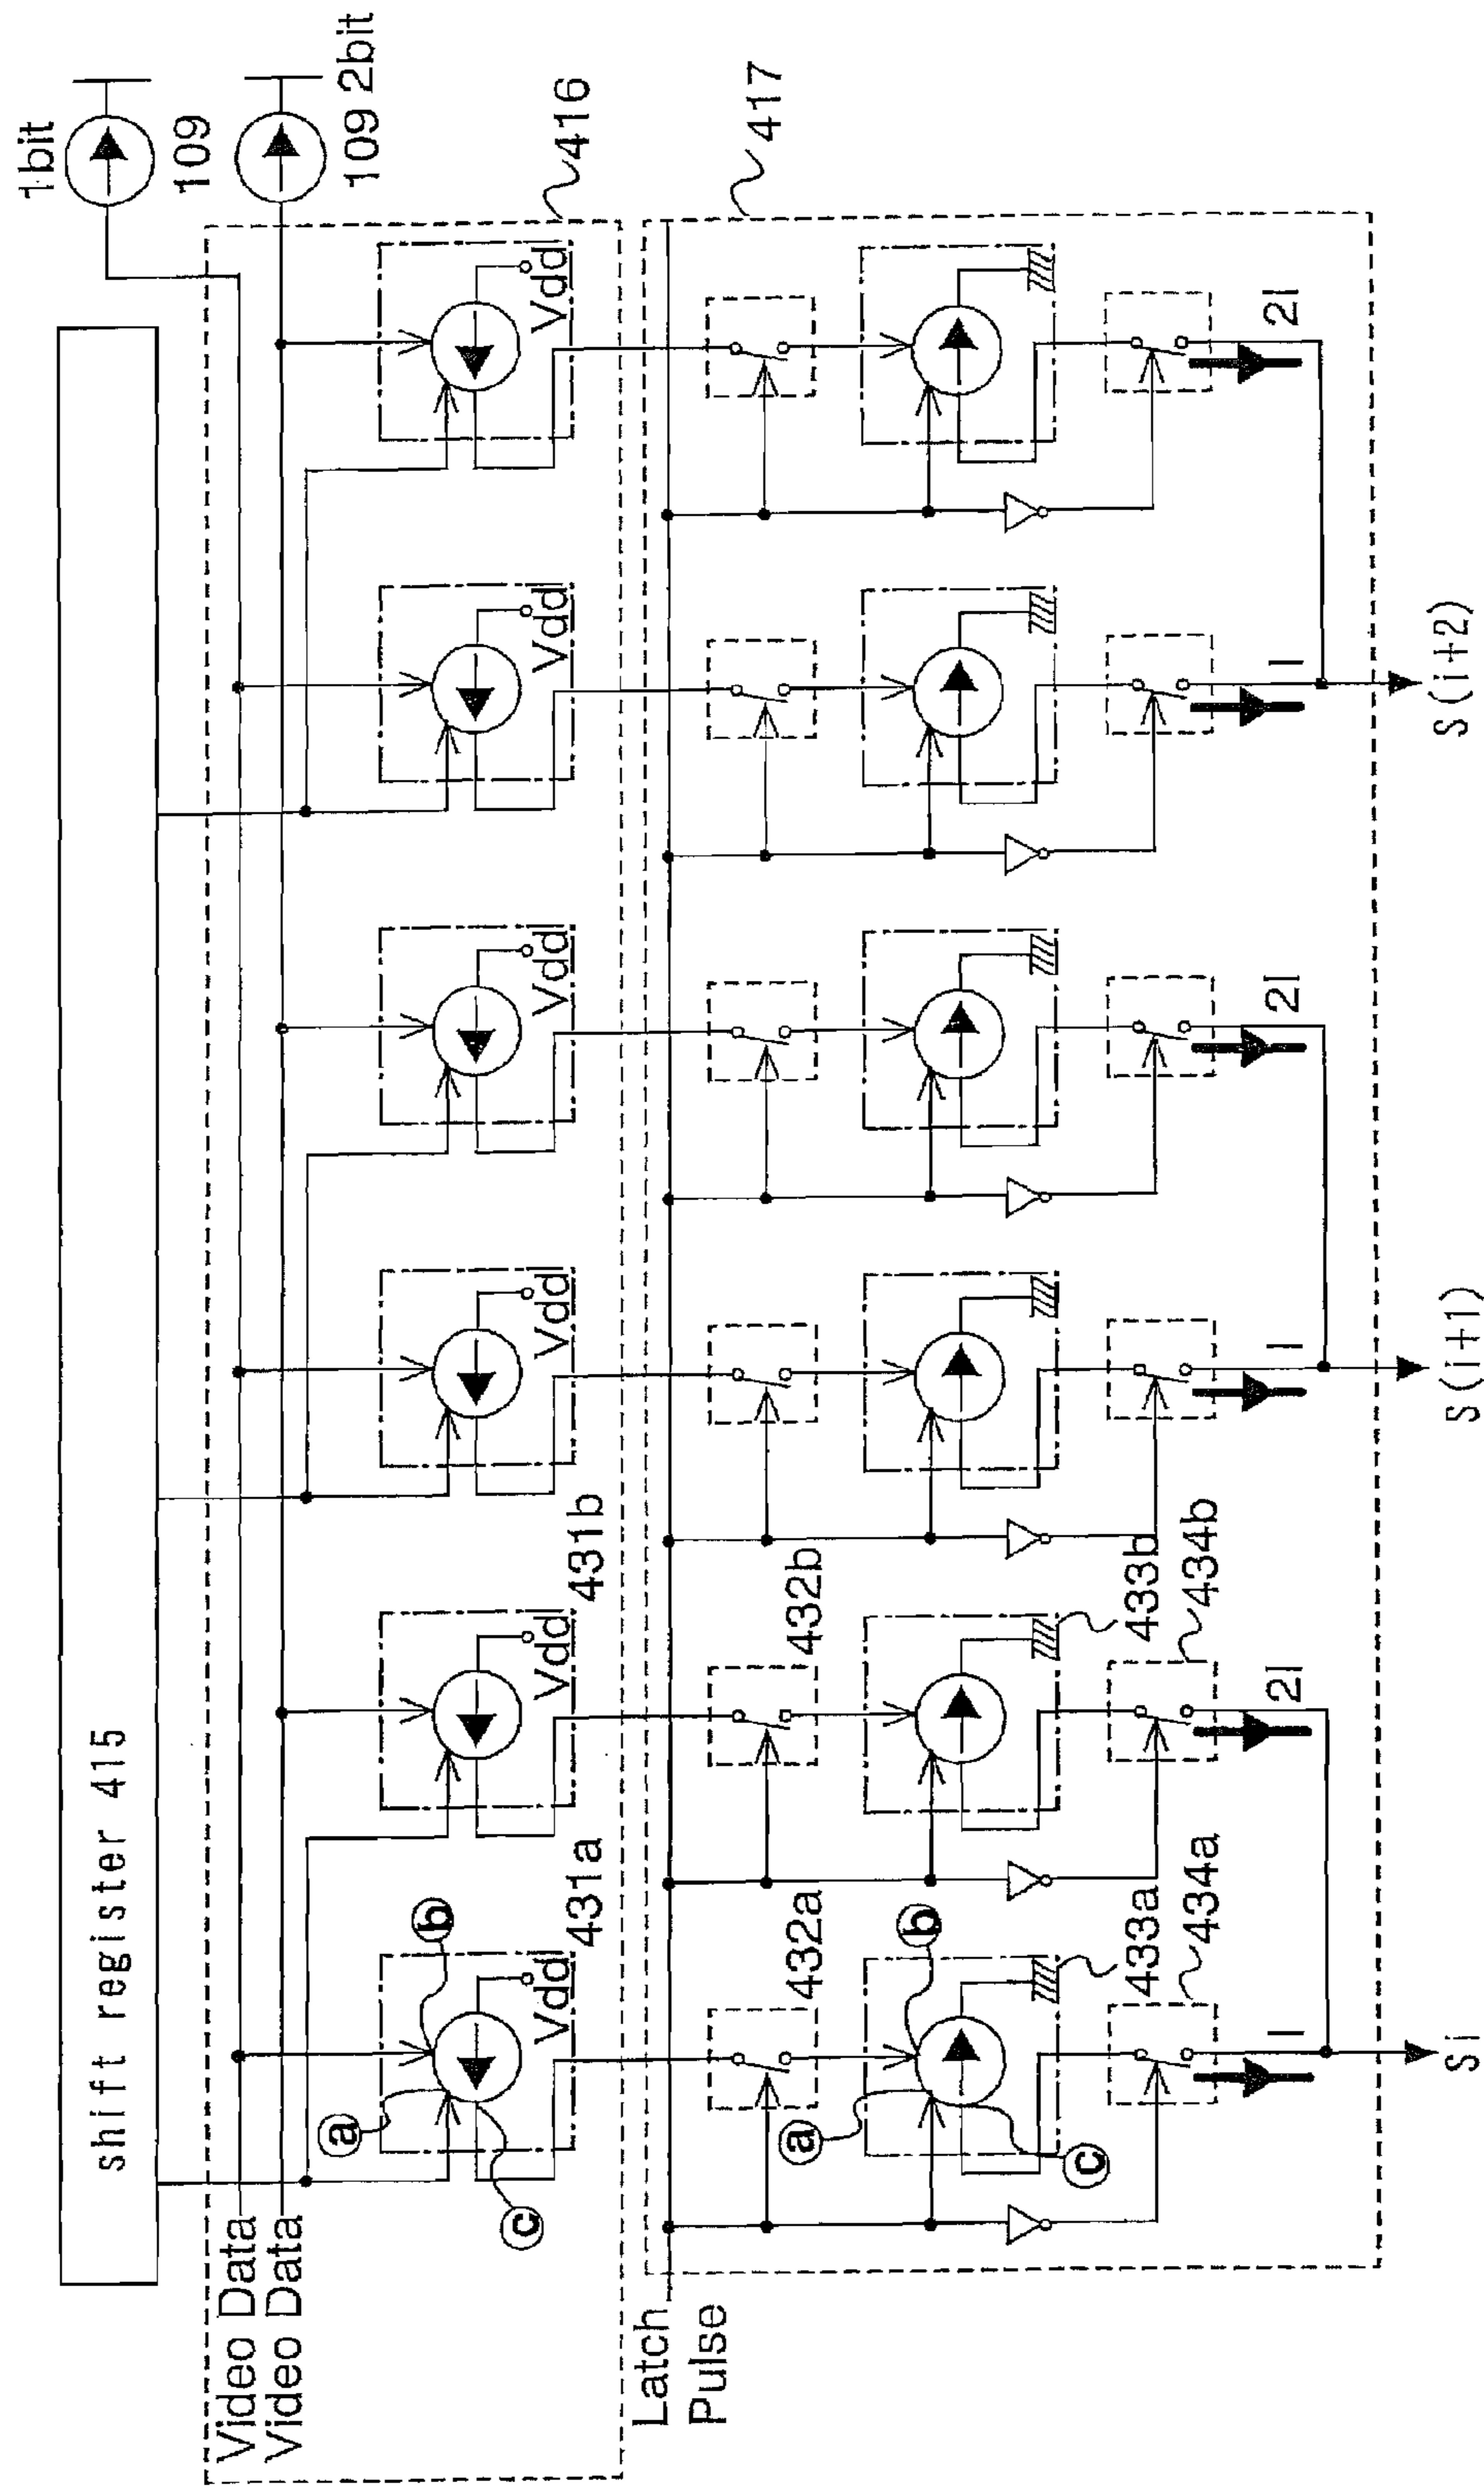 1bit
109
109 2bit
shift register 415
Video Data
Video Data
416
Vdd
Vdd
Vdd
Vdd
Vdd
Vdd
a
b
c
431a
431b
Latch
Pulse
417
432a
432b
a
b
c
433a
433b
434a
434b
I
2I
I
2I
I
2I
Si
S(i+1)
S(i+2)